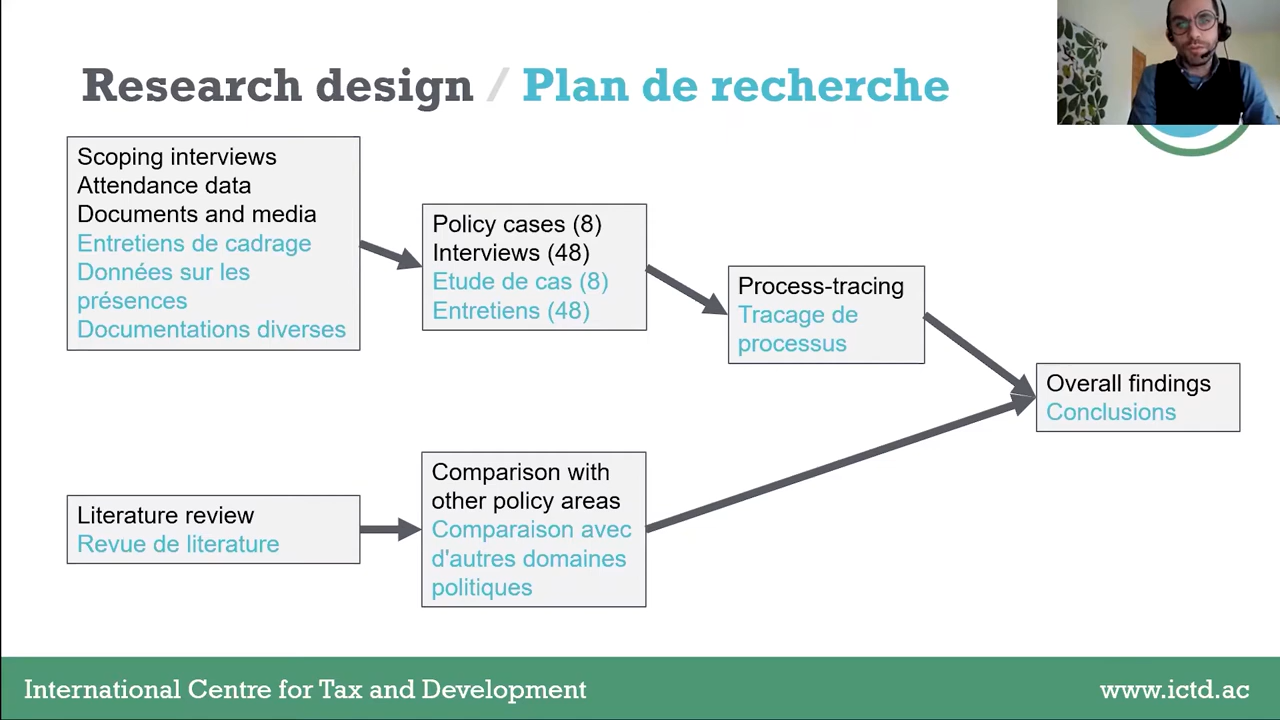 Research design / Plan de recherche
Scoping interviews
Attendance data
Documents and media
Entretiens de cadrage
Données sur les
présences
Documentations diverses
Policy cases (8)
Interviews (48)
Etude de cas (8)
Entretiens (48)
Process-tracing
Tracage de
processus
Overall findings
Conclusions
Literature review
Revue de literature
Comparison with
other policy areas
Comparaison avec
d'autres domaines
politiques
International Centre for Tax and Development
www.ictd.ac